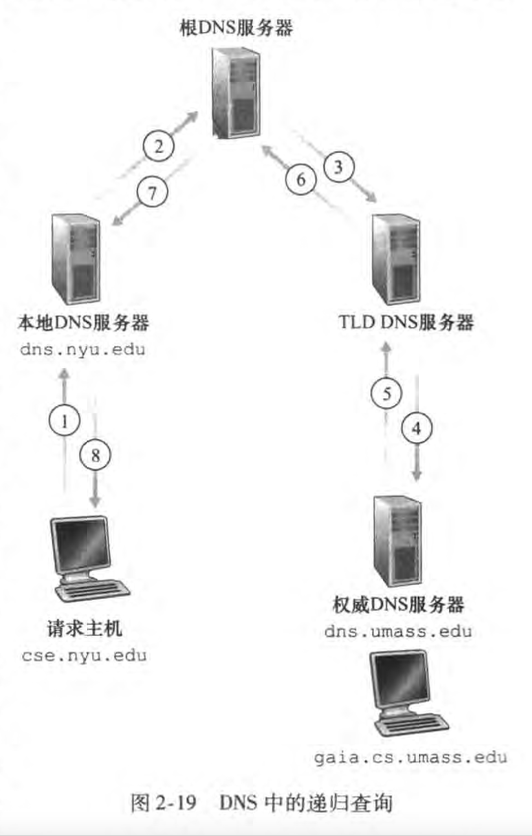 根DNS服务器
2
3
7
6
本地DNS服务器
dns.nyu.edu
TLD DNS服务器
1
8
5
4
请求主机
cse.nyu.edu
权威DNS服务器
dns.umass.edu
gaia.cs.umass.edu
图 2-19 DNS 中的递归查询